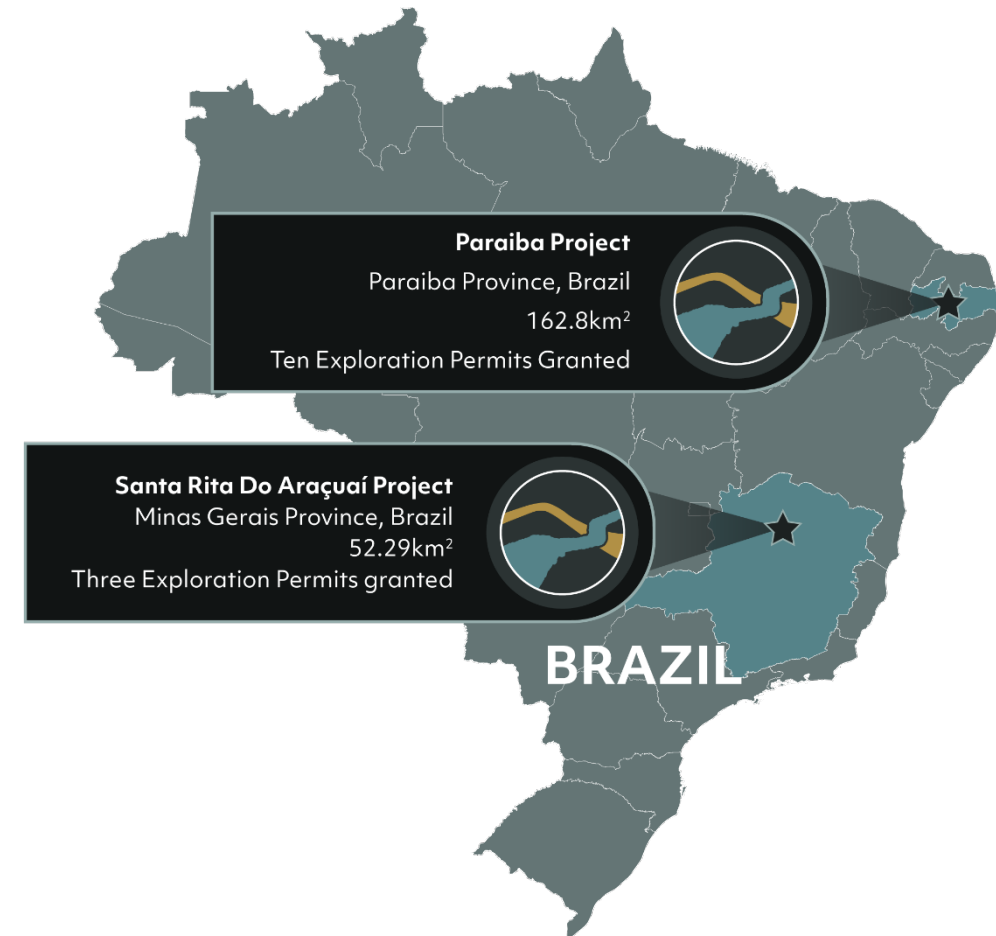 Paraiba Project
Paraiba Province, Brazil
162.8km²
Ten Exploration Permits Granted
Santa Rita Do Araçuaí Project
Minas Gerais Province, Brazil
52.29km²
Three Exploration Permits granted
BRAZIL